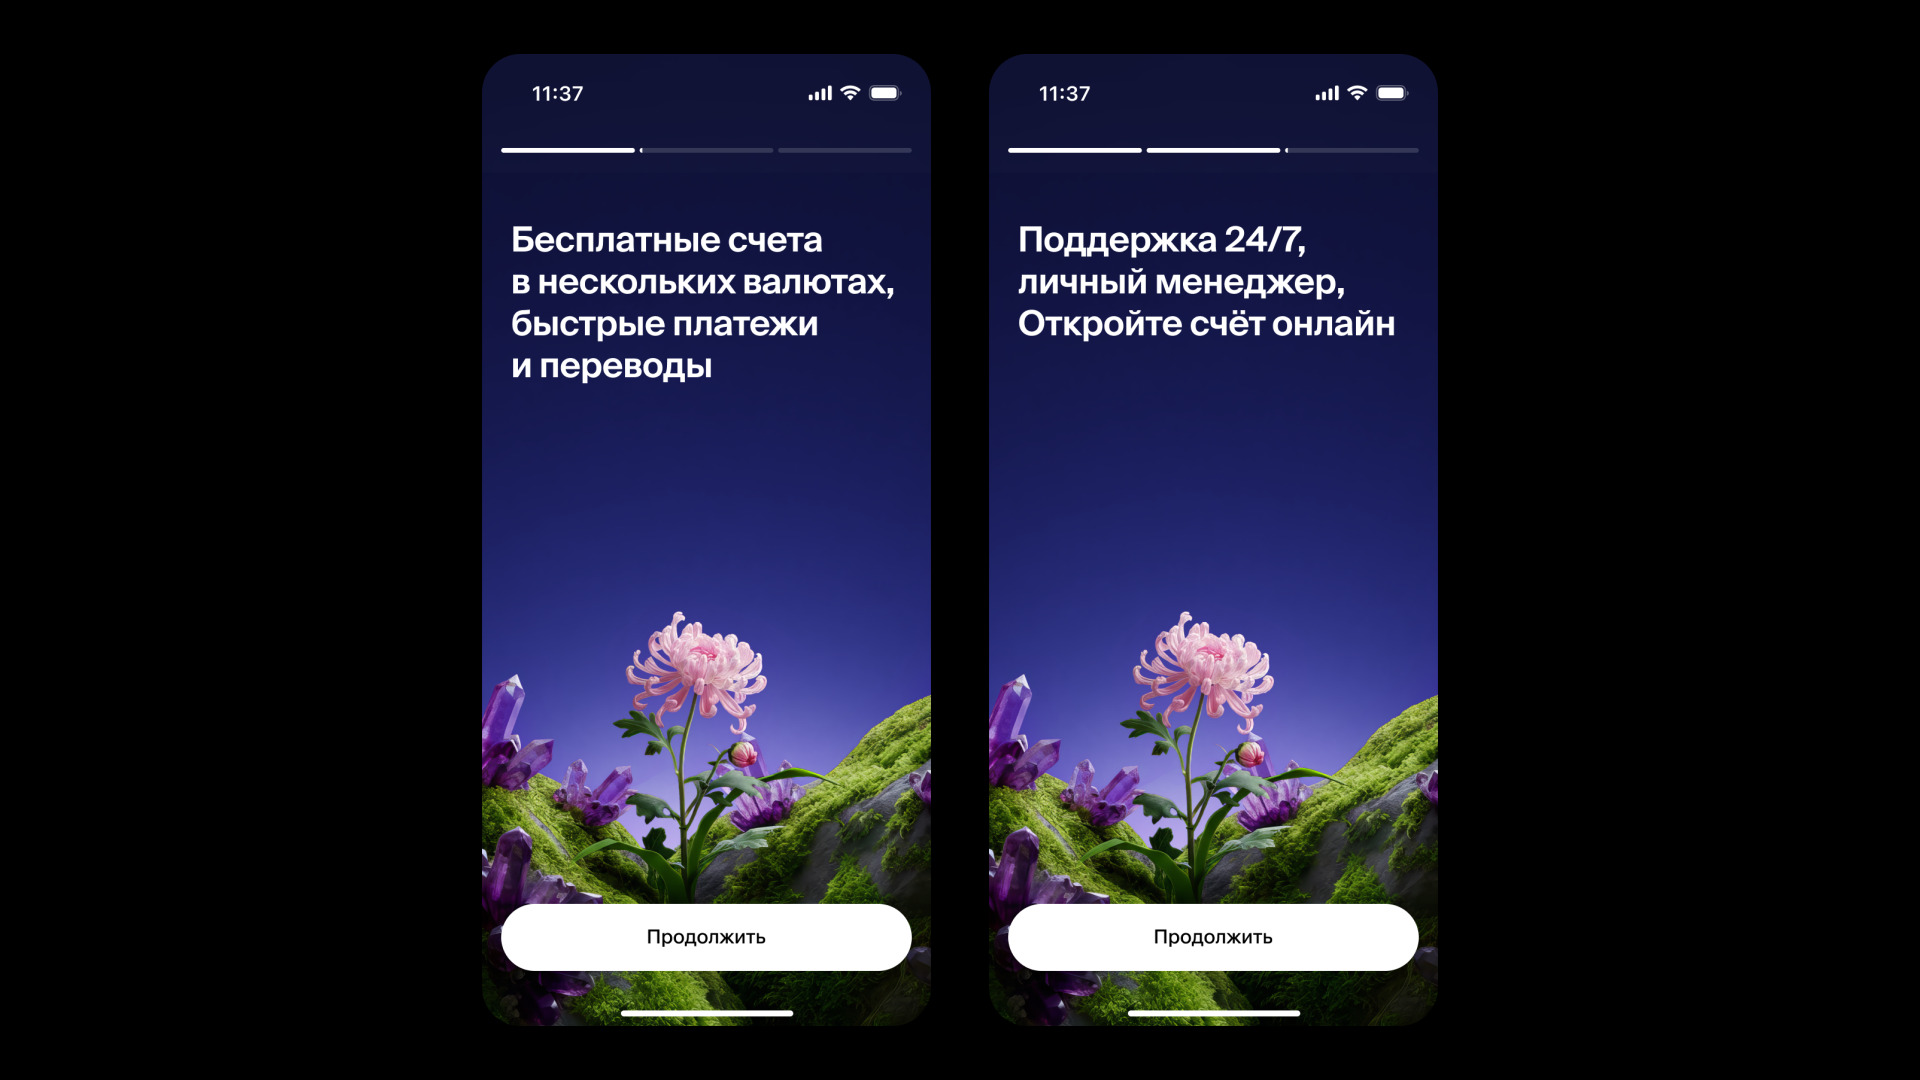 11:37
Бесплатные счета
в нескольких валютах,
быстрые платежи
и переводы
Продолжить
11:37
Поддержка 24/7,
личный менеджер,
Откройте счёт онлайн
Продолжить